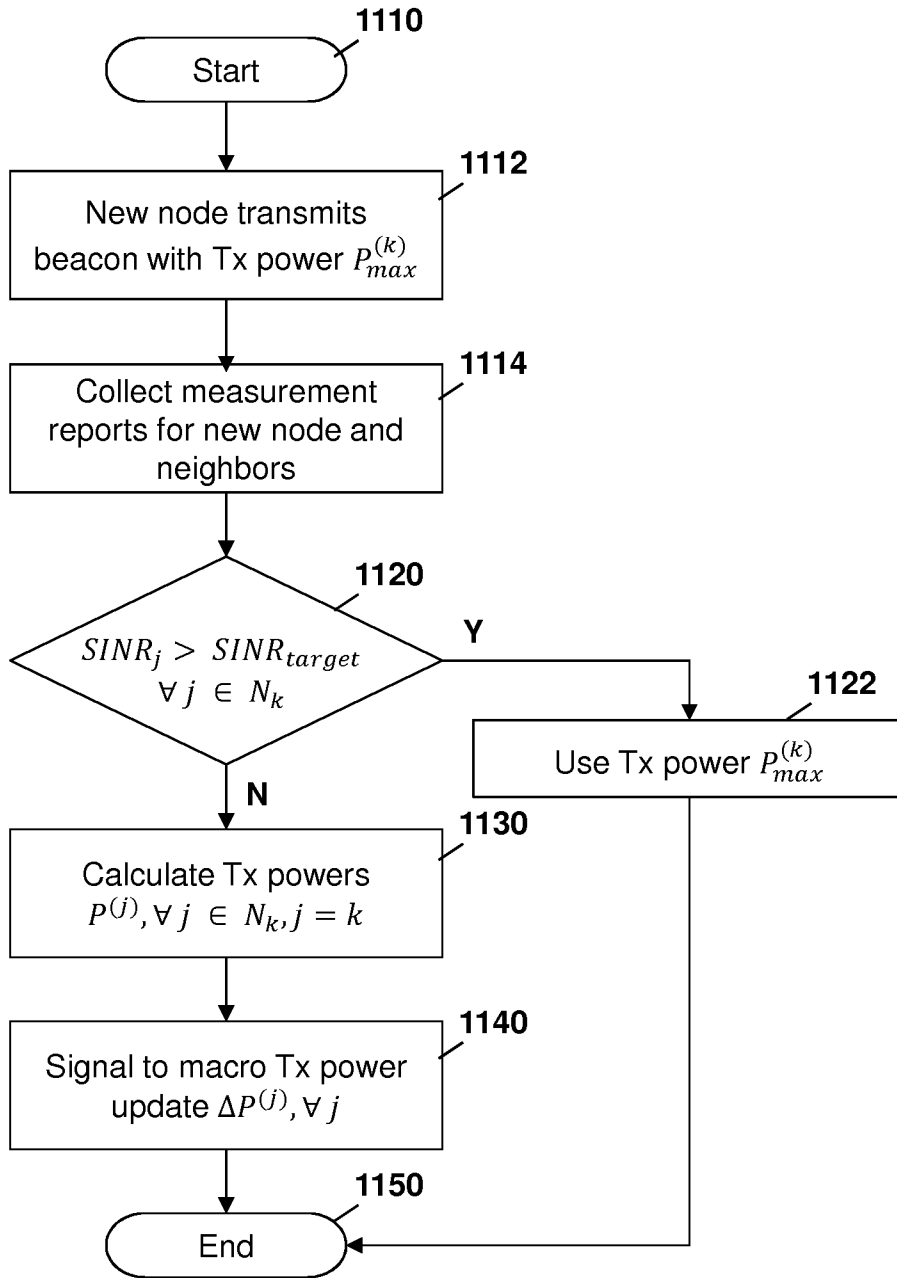 1110
Start
1112
New node transmits
beacon with Tx power $P_{max}^{(k)}$
1114
Collect measurement
reports for new node and
neighbors
1120
$SINR_j > SINR_{target}$
$\forall j \in N_k$
Y
1122
Use Tx power $P_{max}^{(k)}$
N
1130
Calculate Tx powers
$P^{(j)}, \forall j \in N_k, j = k$
1140
Signal to macro Tx power
update $\Delta P^{(j)}, \forall j$
1150
End